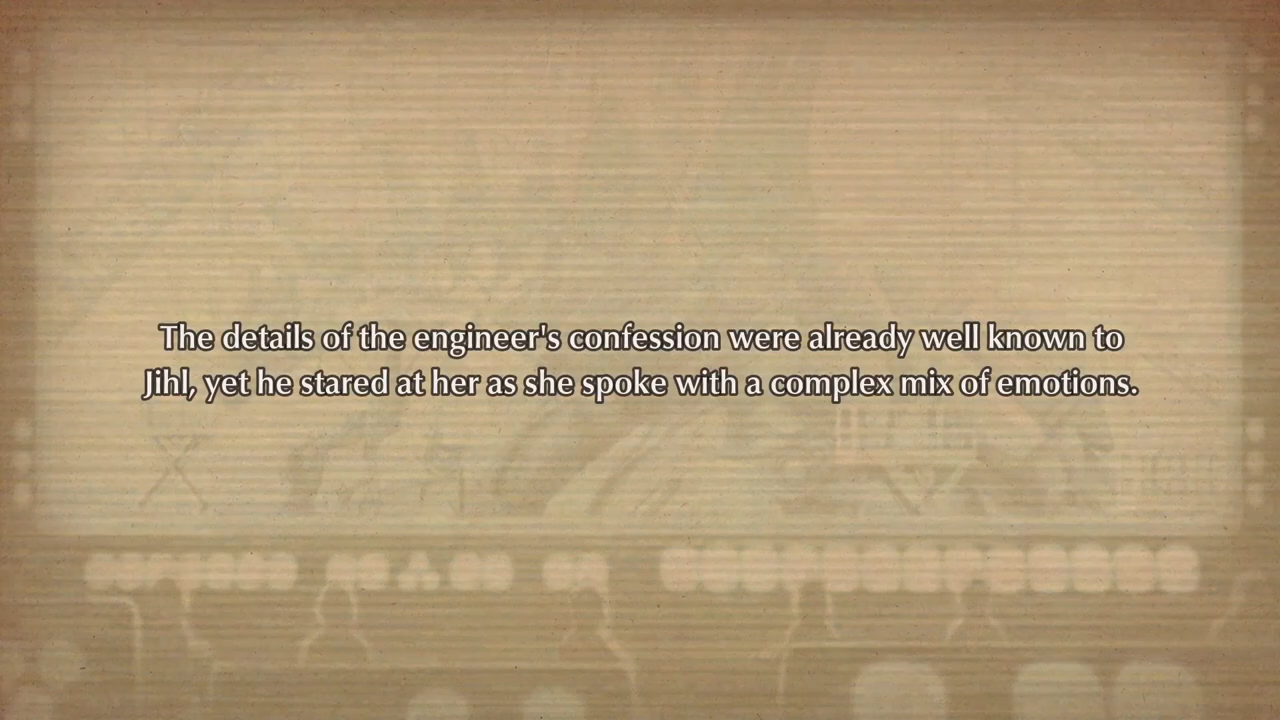 The details of the engineer's confession were already well known to
Jihl, yet he stared at her as she spoke with a complex mix of emotions.